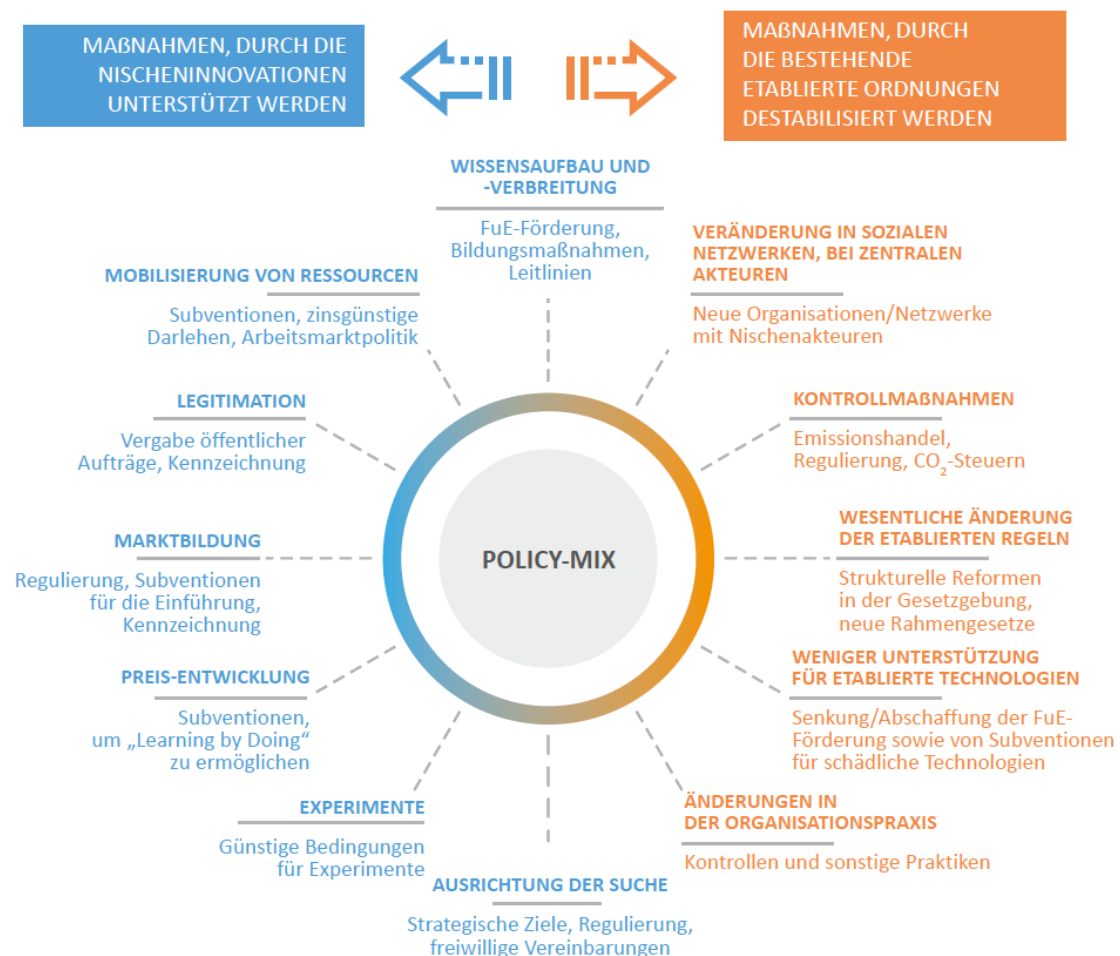 MAßNAHMEN, DURCH DIE
NISCHENINNOVATIONEN
UNTERSTÜTZT WERDEN
MAßNAHMEN, DURCH
DIE BESTEHENDE
ETABLIERTE ORDNUNGEN
DESTABILISIERT WERDEN
WISSENSAUFBAU UND
-VERBREITUNG
FuE-Förderung,
Bildungsmaßnahmen,
Leitlinien
VERÄNDERUNG IN SOZIALEN
NETZWERKEN, BEI ZENTRALEN
AKTEUREN
Neue Organisationen/Netzwerke
mit Nischenakteuren
MOBILISIERUNG VON RESSOURCEN
Subventionen, zinsgünstige
Darlehen, Arbeitsmarktpolitik
LEGITIMATION
Vergabe öffentlicher
Aufträge, Kennzeichnung
KONTROLLMAßNAHMEN
Emissionshandel,
Regulierung, CO₂-Steuern
MARKTBILDUNG
Regulierung, Subventionen
für die Einführung,
Kennzeichnung
POLICY-MIX
WESENTLICHE ÄNDERUNG
DER ETABLIERTEN REGELN
Strukturelle Reformen
in der Gesetzgebung,
neue Rahmengesetze
PREIS-ENTWICKLUNG
Subventionen,
um „Learning by Doing“
zu ermöglichen
WENIGER UNTERSTÜTZUNG
FÜR ETABLIERTE TECHNOLOGIEN
Senkung/Abschaffung der FuE-
Förderung sowie von Subventionen
für schädliche Technologien
EXPERIMENTE
Günstige Bedingungen
für Experimente
ÄNDERUNGEN IN
DER ORGANISATIONSPRAXIS
Kontrollen und sonstige Praktiken
AUSRICHTUNG DER SUCHE
Strategische Ziele, Regulierung,
freiwillige Vereinbarungen